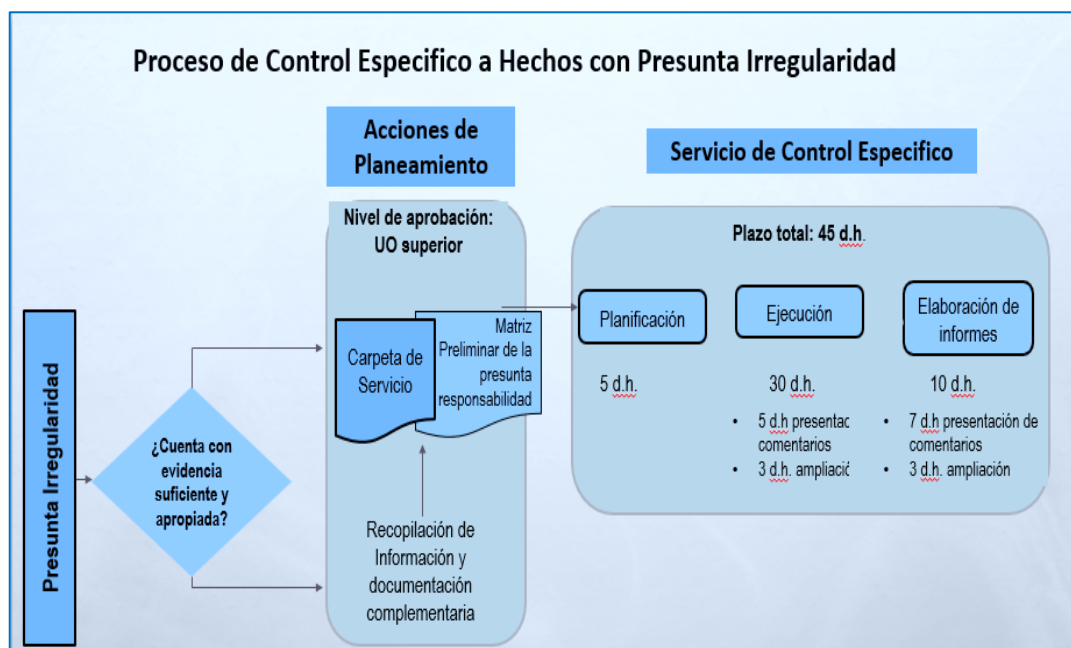 Proceso de Control Especifico a Hechos con Presunta Irregularidad
Acciones de
Planeamiento
Servicio de Control Especifico
Nivel de aprobación:
UO superior
Plazo total: 45 d.h.
Presunta Irregularidad
¿Cuenta con
evidencia
suficiente y
apropiada?
Carpeta de
Servicio
Matriz
Preliminar de la
presunta
responsabilidad
Recopilación de
Información y
documentación
complementaria
Planificación
5 d.h.
Ejecución
30 d.h.
• 5 d.h presentac
comentarios
• 3 d.h. ampliació
Elaboración de
informes
10 d.h.
• 7 d.h presentación de
comentarios
• 3 d.h. ampliación